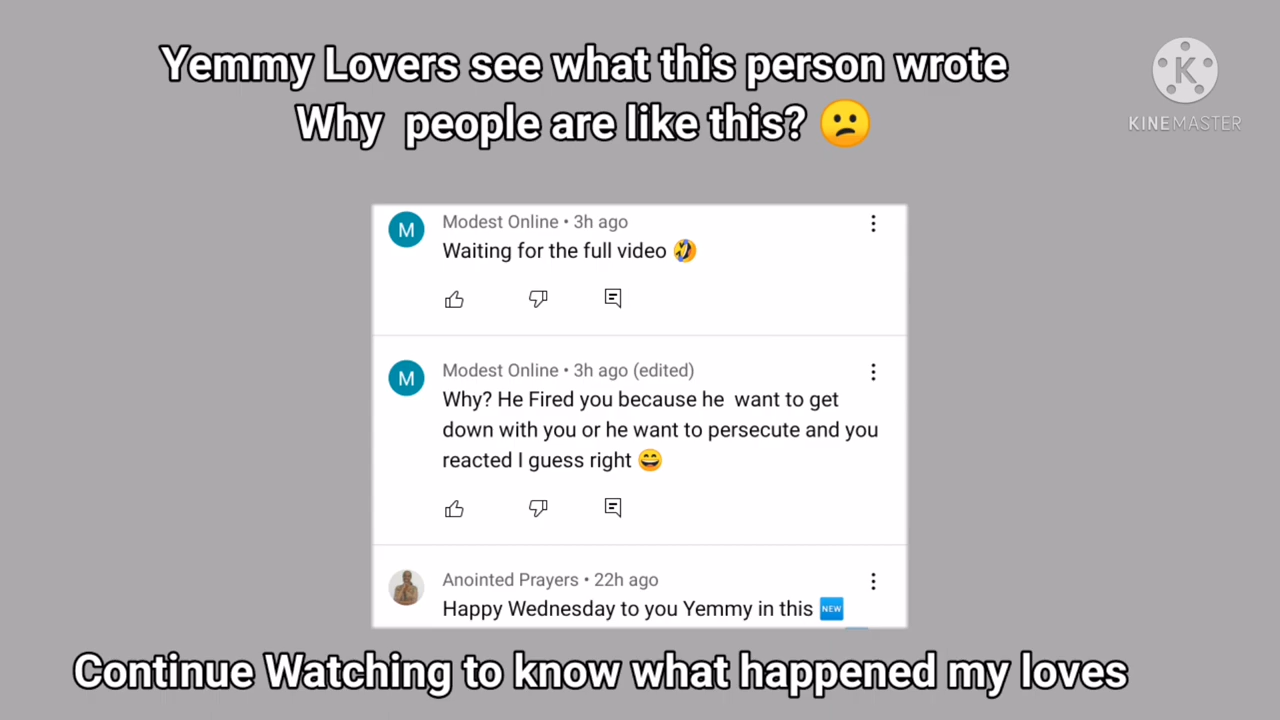 Yemmy Lovers see what this person wrote
Why people are like this? 😕
K
KINEMASTER
M
Modest Online • 3h ago
Waiting for the full video 🤣
M
Modest Online • 3h ago (edited)
Why? He Fired you because he want to get
down with you or he want to persecute and you
reacted I guess right 😄
Anointed Prayers • 22h ago
Happy Wednesday to you Yemmy in this 🆕
Continue Watching to know what happened my loves